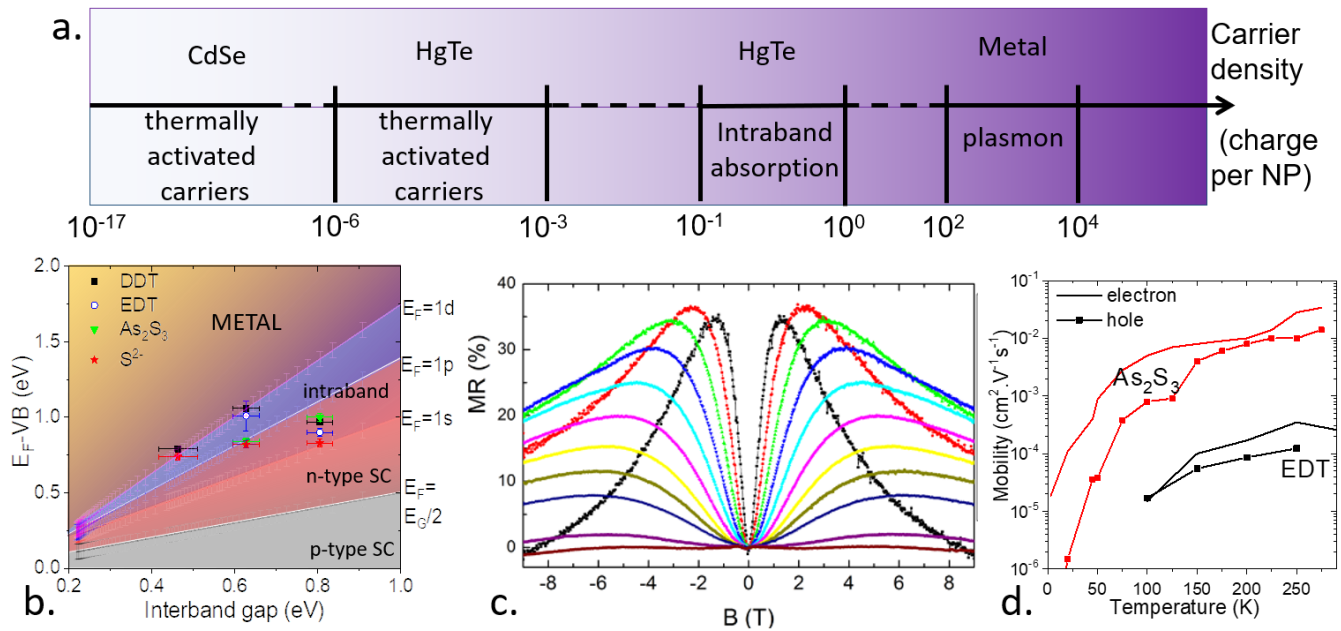 a.
CdSe
HgTe
HgTe
Metal
Carrier
density
thermally
activated
carriers
thermally
activated
carriers
Intraband
absorption
plasmon
(charge
per NP)
10⁻¹⁷
10⁻⁶
10⁻³
10⁻¹
10⁰
10²
10⁴
2.0
1.5
1.0
0.5
0.0
E_F-VB (eV)
DDT
EDT
As₂S₃
S²⁻
METAL
intraband
n-type SC
p-type SC
E_F=1d
E_F=1p
E_F=1s
E_F=
E_G/2
0.2
0.4
0.6
0.8
1.0
Interband gap (eV)
b.
40
35
30
25
20
15
10
5
0
MR (%)
-8
-6
-4
-2
0
2
4
6
8
B (T)
c.
10⁻¹
10⁻²
10⁻³
10⁻⁴
10⁻⁵
10⁻⁶
Mobility (cm².V⁻¹s⁻¹)
electron
hole
As₂S₃
EDT
0
50
100
150
200
250
Temperature (K)
d.